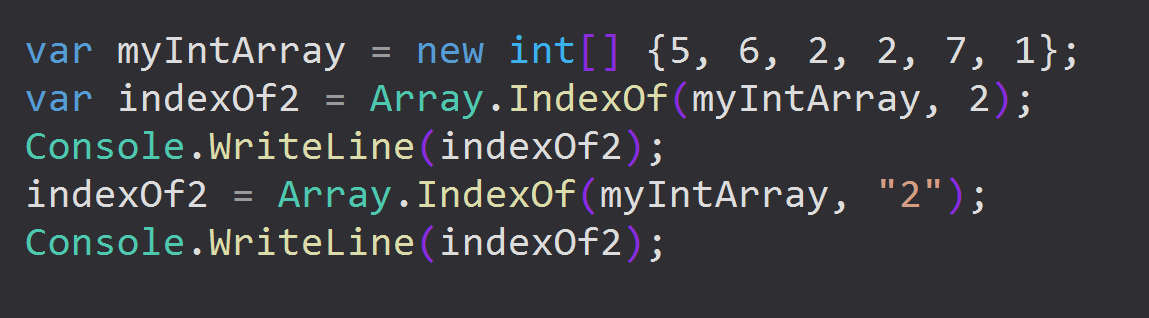 var myIntArray = new int[] {5, 6, 2, 2, 7, 1};
var indexOf2 = Array.IndexOf(myIntArray, 2);
Console.WriteLine(indexOf2);
indexOf2 = Array.IndexOf(myIntArray, "2");
Console.WriteLine(indexOf2);